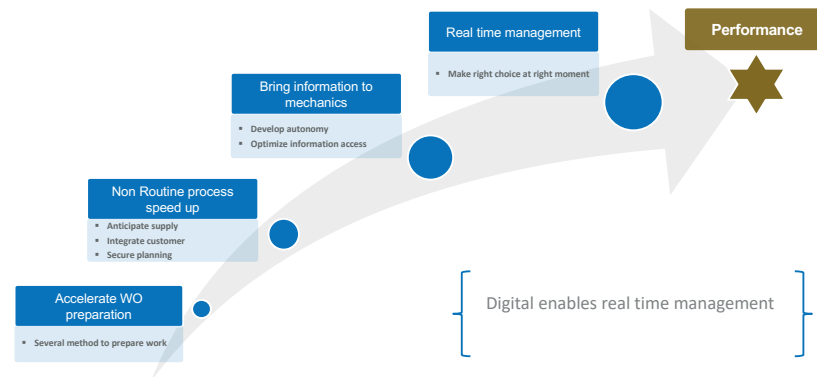 Performance
Real time management
▪ Make right choice at right moment
Bring information to
mechanics
▪ Develop autonomy
▪ Optimize information access
Non Routine process
speed up
▪ Anticipate supply
▪ Integrate customer
▪ Secure planning
Accelerate WO
preparation
▪ Several method to prepare work
Digital enables real time management